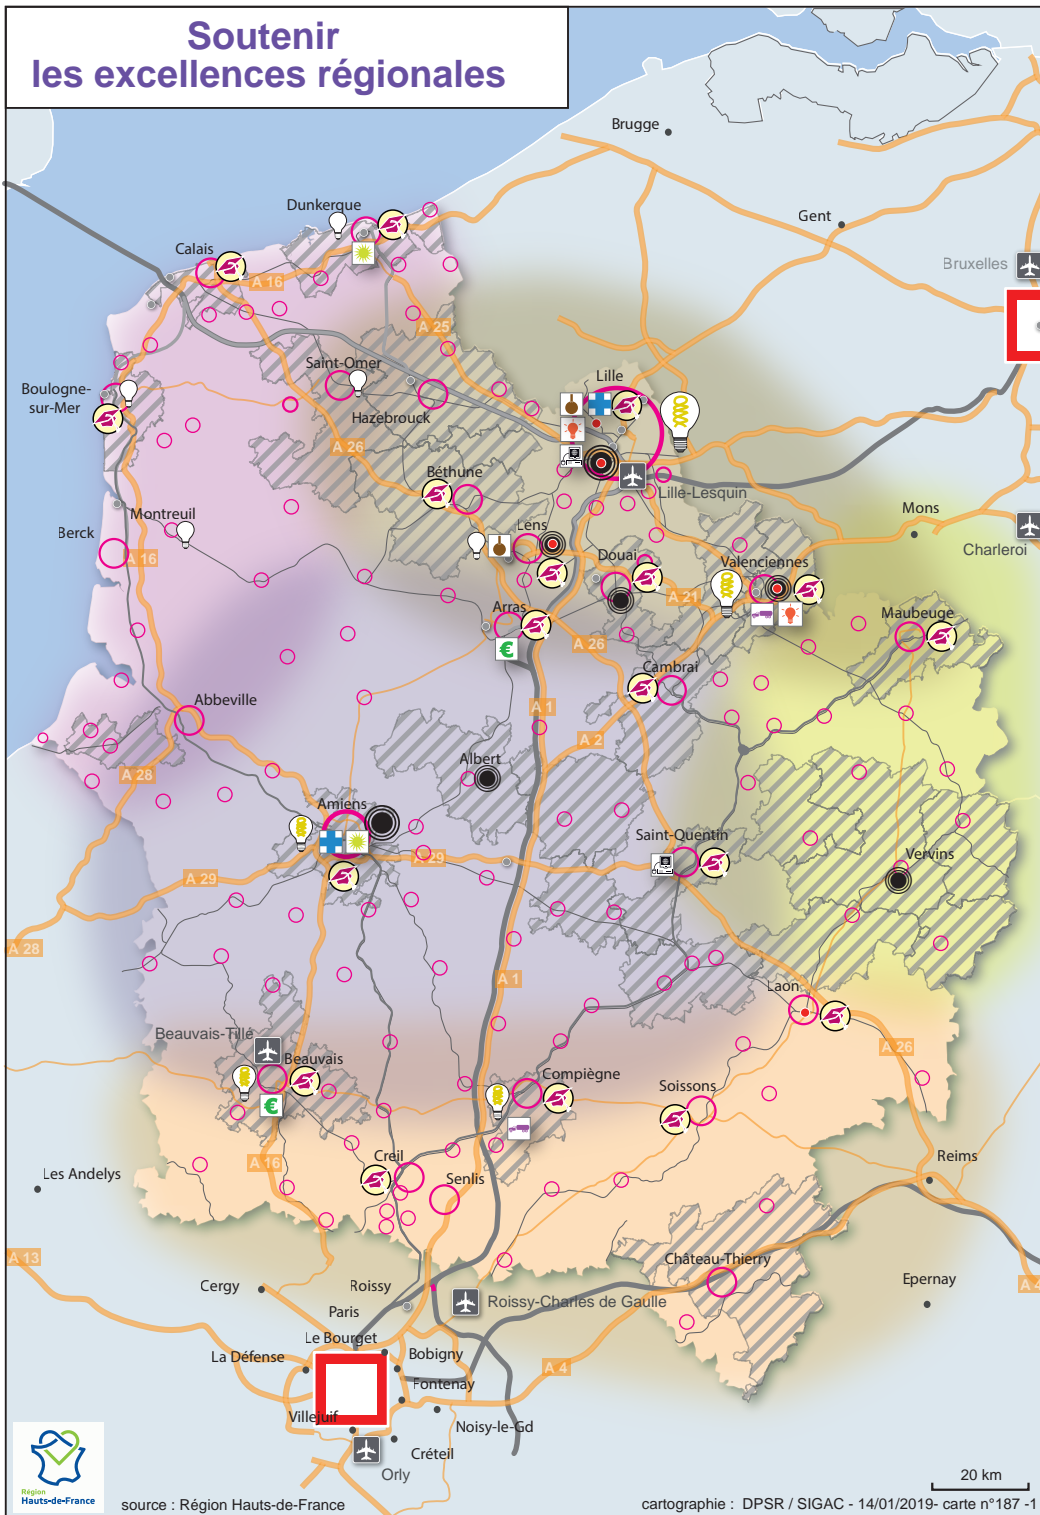 Soutenir
les excellences régionales
Brugge
Dunkerque
Gent
Calais
Bruxelles
A 16
A 25
Saint-Omer
Lille
Boulogne-
sur-Mer
Hazebrouck
A 26
Béthune
Lille-Lesquin
Mons
Montreuil
Berck
Lens
Charleroi
A 16
Douai
Valenciennes
A 21
Arras
Maubeuge
€
A 26
Cambrai
Abbeville
A 1
A 2
Albert
A 28
Amiens
Saint-Quentin
A 29
Vervins
A 29
A 28
A 1
Laon
Beauvais-Tillé
Beauvais
A 26
Compiègne
Soissons
€
A 16
Creil
Reims
Les Andelys
Senlis
Château-Thierry
A 13
Cergy
Roissy
Epernay
A 4
Roissy-Charles de Gaulle
Paris
Le Bourget
La Défense
Bobigny
A 4
Fontenay
Villejuif
Noisy-le-Gd
Créteil
Orly
20 km
Région
Hauts-de-France
source : Région Hauts-de-France
cartographie : DPSR / SIGAC - 14/01/2019- carte n°187 -1